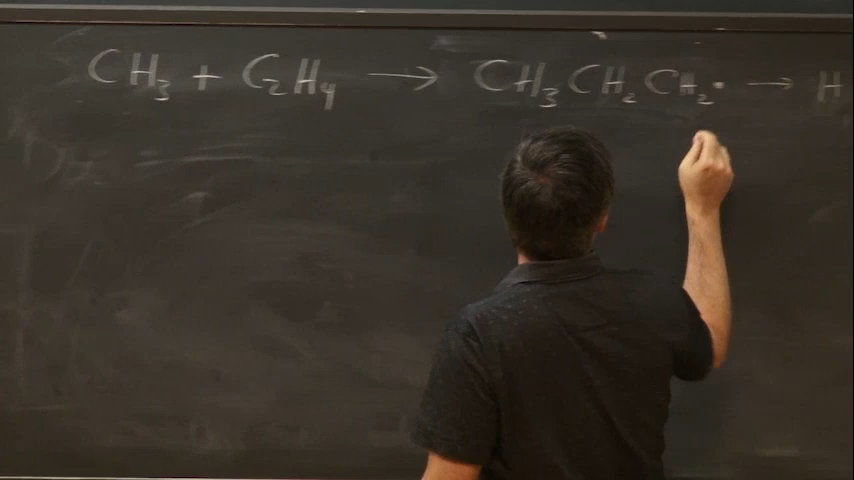 CH₃ + C₂H₄ → CH₃CH₂CH₂• → H